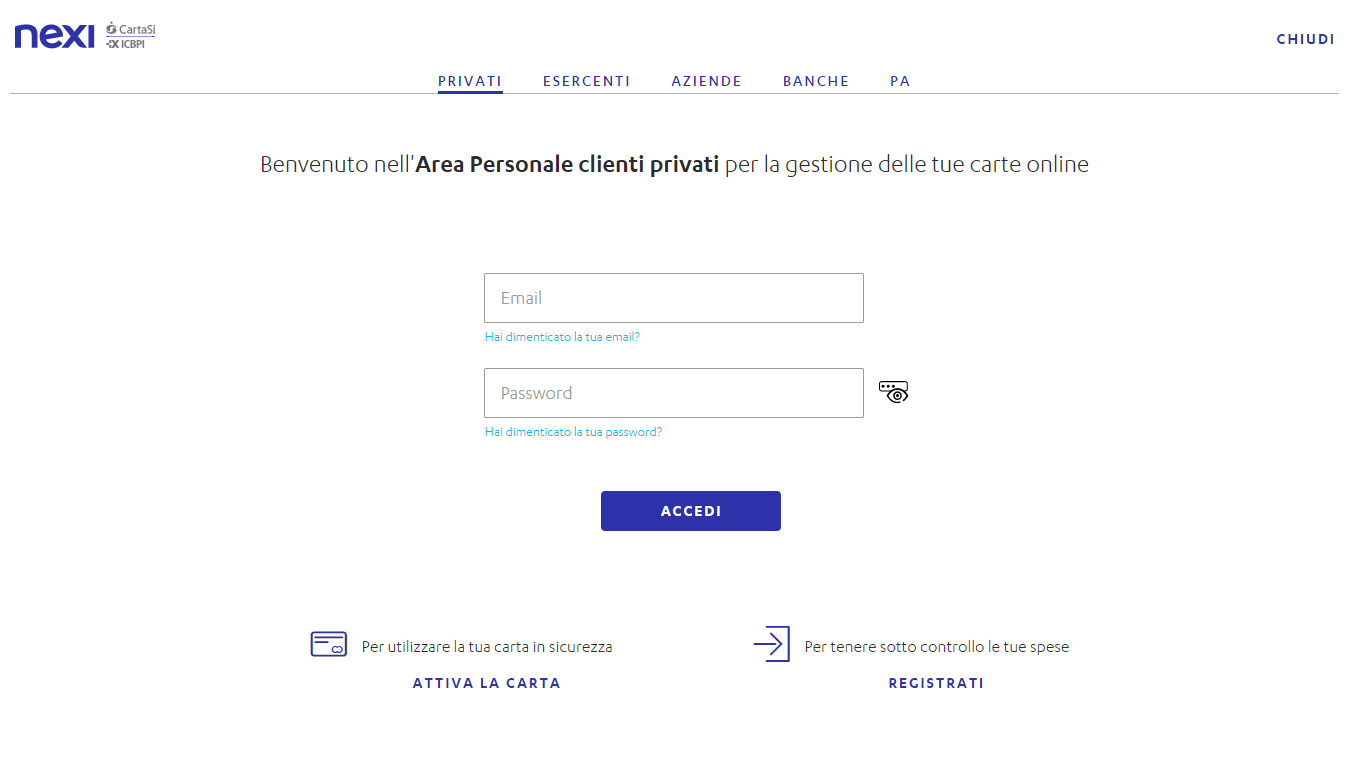 nexi CartaSi
ICBPI
CHIUDI
PRIVATI ESERCENTI AZIENDE BANCHE PA
Benvenuto nell'Area Personale clienti privati per la gestione delle tue carte online
Email
Hai dimenticato la tua email?
Password
Hai dimenticato la tua password?
ACCEDI
Per utilizzare la tua carta in sicurezza
ATTIVA LA CARTA
Per tenere sotto controllo le tue spese
REGISTRATI